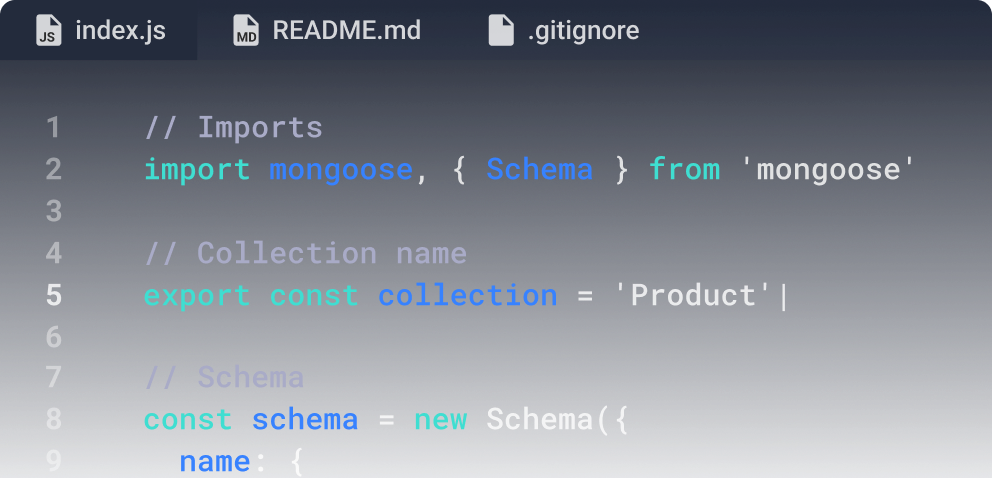 JS index.js MD README.md .gitignore
1 // Imports
2 import mongoose, { Schema } from 'mongoose'
3
4 // Collection name
5 export const collection = 'Product'|
6
7 // Schema
8 const schema = new Schema({
9 name: {